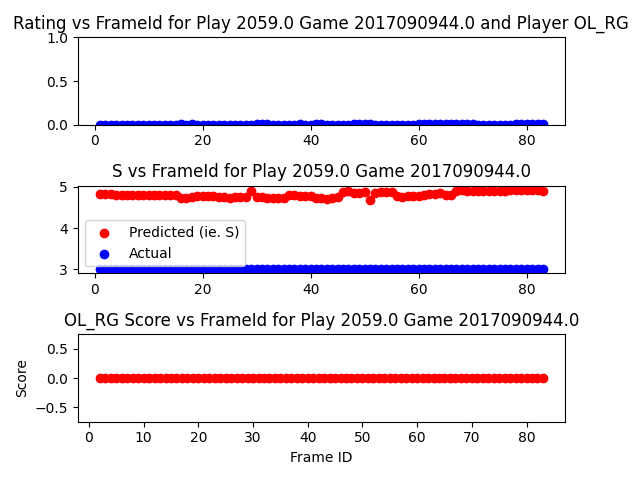 Rating vs FrameId for Play 2059.0 Game 2017090944.0 and Player OL_RG
1.0
0.5
0.0
0 20 40 60 80
S vs FrameId for Play 2059.0 Game 2017090944.0
5
4
3
Predicted (ie. S)
Actual
0 20 40 60 80
OL_RG Score vs FrameId for Play 2059.0 Game 2017090944.0
Score
0.5
0.0
−0.5
0 10 20 30 40 50 60 70 80
Frame ID